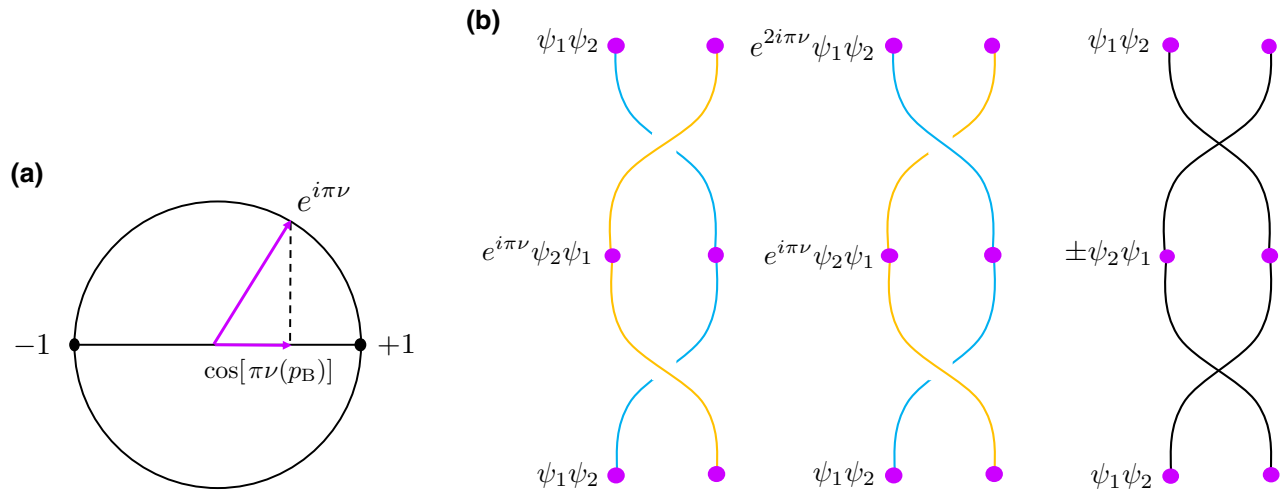 (a)
e^{iπν}
−1
+1
cos[πν(p_B)]
(b)
ψ₁ψ₂
e^{2iπν}ψ₁ψ₂
ψ₁ψ₂
e^{iπν}ψ₂ψ₁
e^{iπν}ψ₂ψ₁
±ψ₂ψ₁
ψ₁ψ₂
ψ₁ψ₂
ψ₁ψ₂